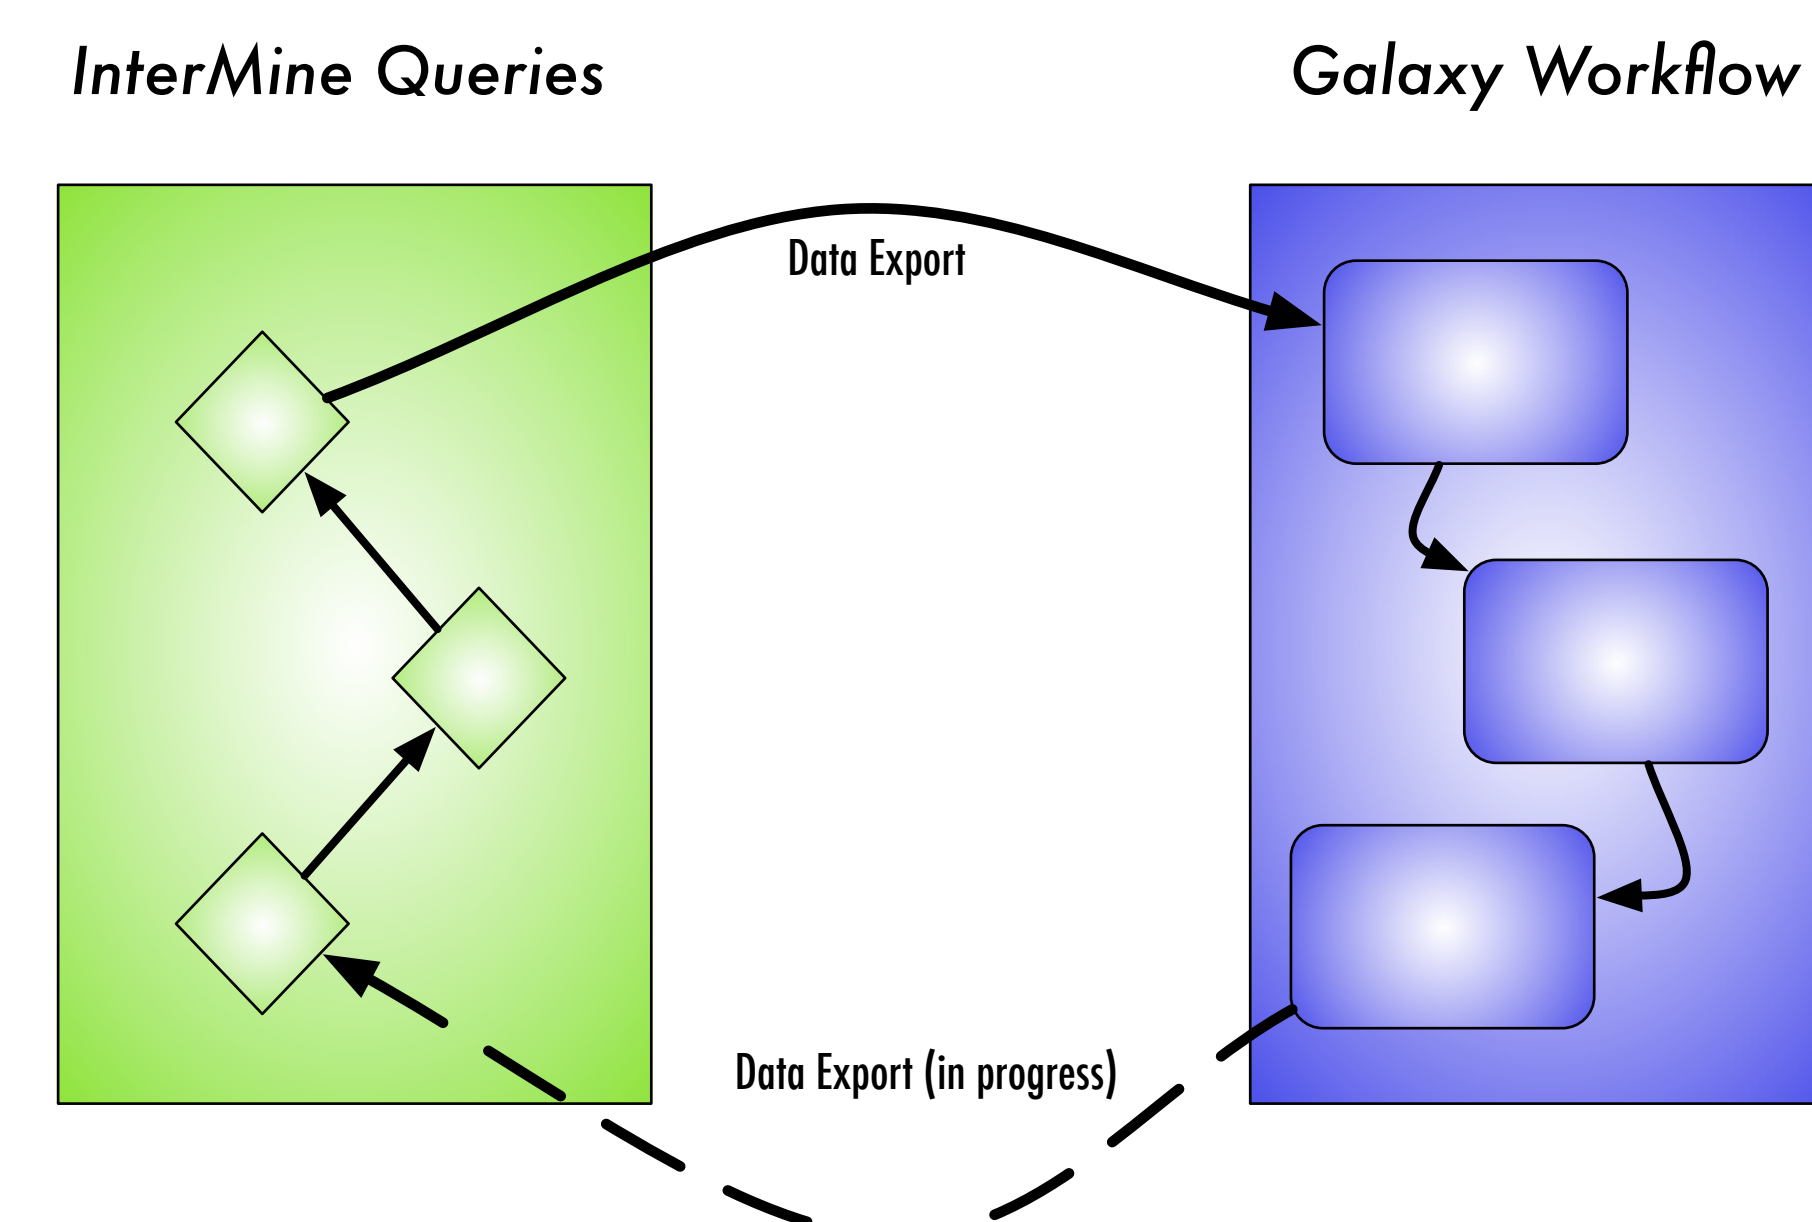 InterMine Queries
Galaxy Workflow
Data Export
Data Export (in progress)